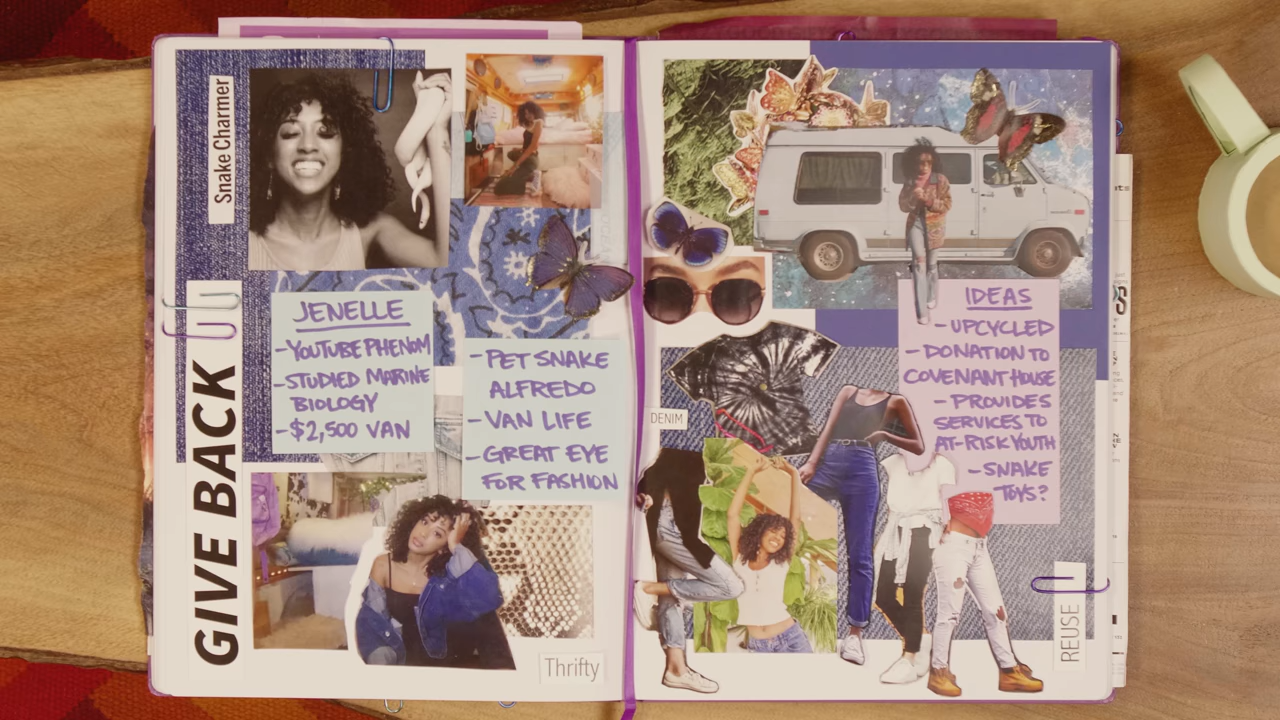 Snake Charmer
GIVE BACK
JENELLE
-YOUTUBE PHENOM
-STUDIED MARINE
BIOLOGY
-$2,500 VAN
-PET SNAKE
ALFREDO
-VAN LIFE
-GREAT EYE
FOR FASHION
Thrifty
DENIM
IDEAS
-UPCYCLED
-DONATION TO
COVENANT HOUSE
-PROVIDES
SERVICES TO
AT-RISK YOUTH
-SNAKE
TOYS?
REUSE